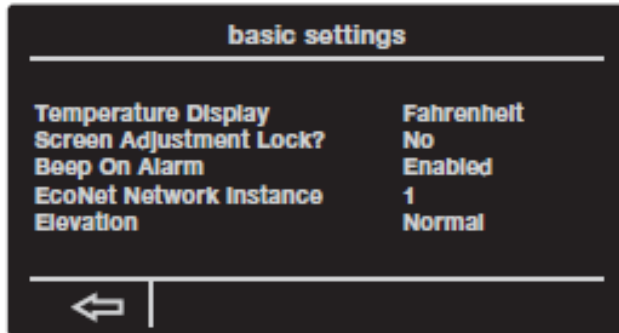 basic settings
Temperature Display Fahrenheit
Screen Adjustment Lock? No
Beep On Alarm Enabled
EcoNet Network Instance 1
Elevation Normal